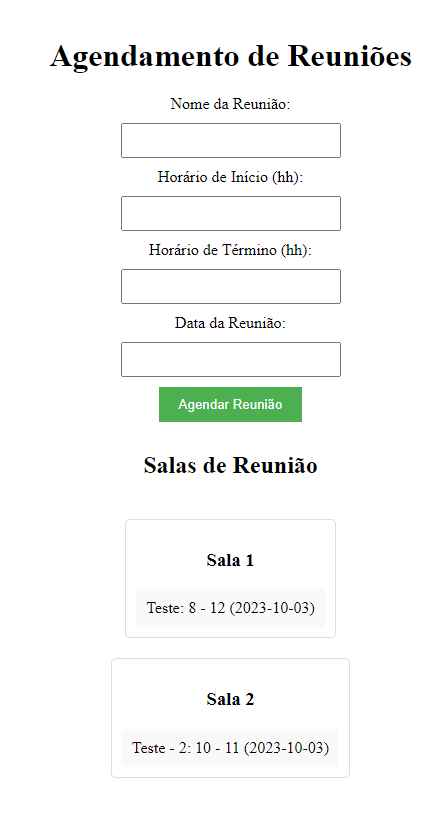 Agendamento de Reuniões
Nome da Reunião:
Horário de Início (hh):
Horário de Término (hh):
Data da Reunião:
Agendar Reunião
Salas de Reunião
Sala 1
Teste: 8 - 12 (2023-10-03)
Sala 2
Teste - 2: 10 - 11 (2023-10-03)